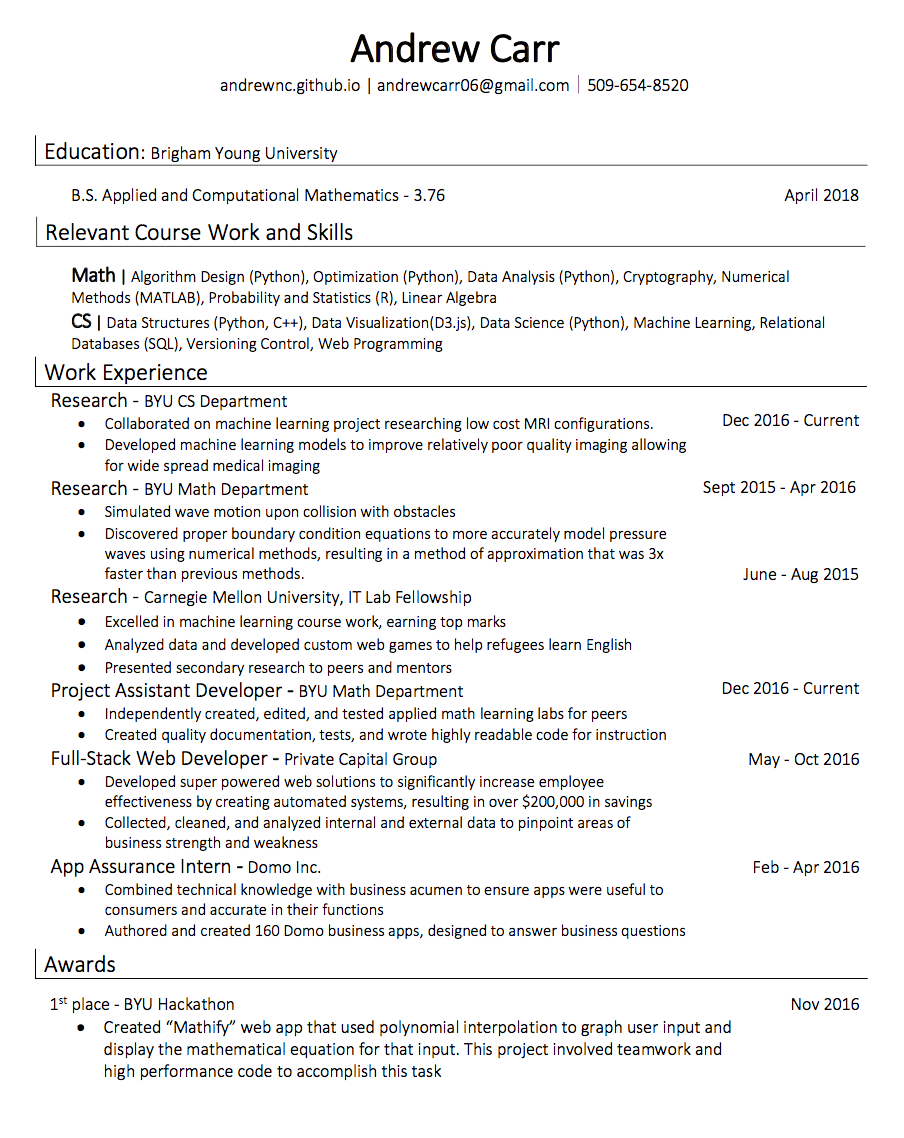 Andrew Carr
andrewnc.github.io | andrewcarr06@gmail.com | 509-654-8520
Education: Brigham Young University
B.S. Applied and Computational Mathematics - 3.76 April 2018
Relevant Course Work and Skills
Math | Algorithm Design (Python), Optimization (Python), Data Analysis (Python), Cryptography, Numerical
Methods (MATLAB), Probability and Statistics (R), Linear Algebra
CS | Data Structures (Python, C++), Data Visualization(D3.js), Data Science (Python), Machine Learning, Relational
Databases (SQL), Versioning Control, Web Programming
Work Experience
Research - BYU CS Department
Dec 2016 - Current
• Collaborated on machine learning project researching low cost MRI configurations.
• Developed machine learning models to improve relatively poor quality imaging allowing
for wide spread medical imaging
Research - BYU Math Department Sept 2015 - Apr 2016
• Simulated wave motion upon collision with obstacles
• Discovered proper boundary condition equations to more accurately model pressure
waves using numerical methods, resulting in a method of approximation that was 3x
faster than previous methods.
June - Aug 2015
Research - Carnegie Mellon University, IT Lab Fellowship
• Excelled in machine learning course work, earning top marks
• Analyzed data and developed custom web games to help refugees learn English
• Presented secondary research to peers and mentors
Project Assistant Developer - BYU Math Department Dec 2016 - Current
• Independently created, edited, and tested applied math learning labs for peers
• Created quality documentation, tests, and wrote highly readable code for instruction
Full-Stack Web Developer - Private Capital Group May - Oct 2016
• Developed super powered web solutions to significantly increase employee
effectiveness by creating automated systems, resulting in over $200,000 in savings
• Collected, cleaned, and analyzed internal and external data to pinpoint areas of
business strength and weakness
App Assurance Intern - Domo Inc. Feb - Apr 2016
• Combined technical knowledge with business acumen to ensure apps were useful to
consumers and accurate in their functions
• Authored and created 160 Domo business apps, designed to answer business questions
Awards
1st place - BYU Hackathon Nov 2016
• Created “Mathify” web app that used polynomial interpolation to graph user input and
display the mathematical equation for that input. This project involved teamwork and
high performance code to accomplish this task